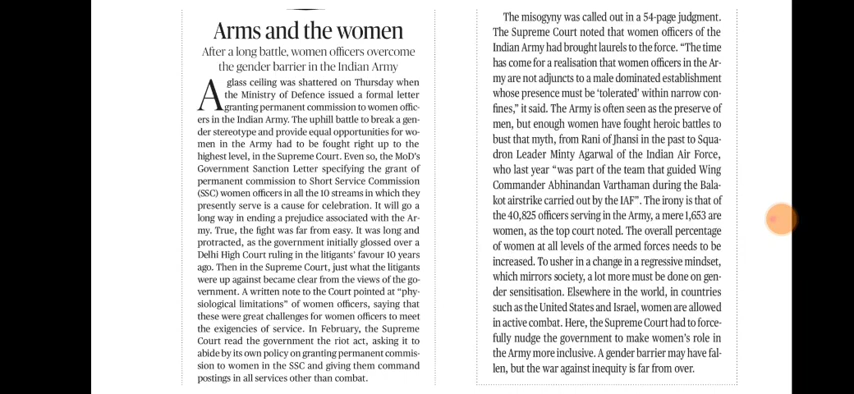 Arms and the women
After a long battle, women officers overcome
the gender barrier in the Indian Army
A glass ceiling was shattered on Thursday when
the Ministry of Defence issued a formal letter
granting permanent commission to women offic-
ers in the Indian Army. The uphill battle to break a gen-
der stereotype and provide equal opportunities for wo-
men in the Army had to be fought right up to the
highest level, in the Supreme Court. Even so, the MoD's
Government Sanction Letter specifying the grant of
permanent commission to Short Service Commission
(SSC) women officers in all the 10 streams in which they
presently serve is a cause for celebration. It will go a
long way in ending a prejudice associated with the Ar-
my. True, the fight was far from easy. It was long and
protracted, as the government initially glossed over a
Delhi High Court ruling in the litigants' favour 10 years
ago. Then in the Supreme Court, just what the litigants
were up against became clear from the views of the go-
vernment. A written note to the Court pointed at "phy-
siological limitations" of women officers, saying that
these were great challenges for women officers to meet
the exigencies of service. In February, the Supreme
Court read the government the riot act, asking it to
abide by its own policy on granting permanent commis-
sion to women in the SSC and giving them command
postings in all services other than combat.
The misogyny was called out in a 54-page judgment.
The Supreme Court noted that women officers of the
Indian Army had brought laurels to the force. "The time
has come for a realisation that women officers in the Ar-
my are not adjuncts to a male dominated establishment
whose presence must be 'tolerated' within narrow con-
fines," it said. The Army is often seen as the preserve of
men, but enough women have fought heroic battles to
bust that myth, from Rani of Jhansi in the past to Squa-
dron Leader Minty Agarwal of the Indian Air Force,
who last year "was part of the team that guided Wing
Commander Abhinandan Varthaman during the Bala-
kot airstrike carried out by the IAF". The irony is that of
the 40,825 officers serving in the Army, a mere 1,653 are
women, as the top court noted. The overall percentage
of women at all levels of the armed forces needs to be
increased. To usher in a change in a regressive mindset,
which mirrors society, a lot more must be done on gen-
der sensitisation. Elsewhere in the world, in countries
such as the United States and Israel, women are allowed
in active combat. Here, the Supreme Court had to force-
fully nudge the government to make women's role in
the Army more inclusive. A gender barrier may have fal-
len, but the war against inequity is far from over.